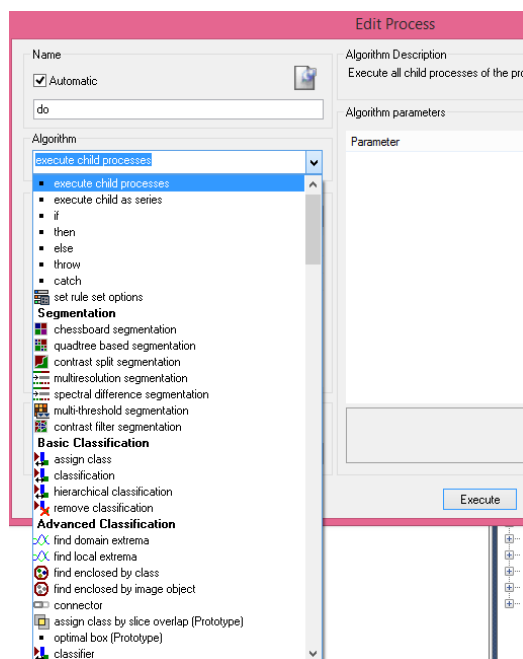 Edit Process
Name
Automatic
do
Algorithm
execute child processes
execute child processes
execute child as series
if
then
else
throw
catch
set rule set options
Segmentation
chessboard segmentation
quadtree based segmentation
contrast split segmentation
multiresolution segmentation
spectral difference segmentation
multi-threshold segmentation
contrast filter segmentation
Basic Classification
assign class
classification
hierarchical classification
remove classification
Advanced Classification
find domain extrema
find local extrema
find enclosed by class
find enclosed by image object
connector
assign class by slice overlap (Prototype)
optimal box (Prototype)
classifier
Algorithm Description
Execute all child processes of the pro
Algorithm parameters
Parameter
Execute